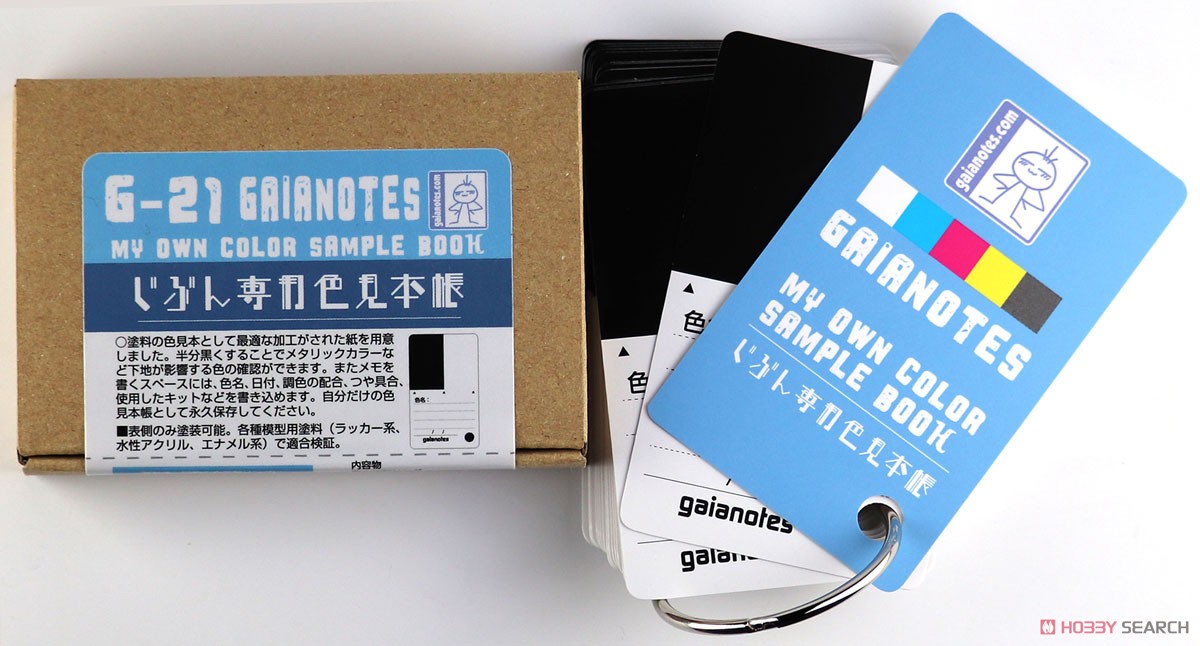 G-21 GAIANOTES
gaianotes.com
MY OWN COLOR SAMPLE BOOK
じぶん専用色見本帳
○塗料の色見本として最適な加工がされた紙を用意
しました。半分黒くすることでメタリックカラーな
ど下地が影響する色の確認ができます。またメモを
書くスペースには、色名、日付、調色の配合、つや具合、
使用したキットなどを書き込めます。自分だけの色
見本帳として永久保存してください。
■表側のみ塗装可能。各種模型用塗料（ラッカー系、
水性アクリル、エナメル系）で適合検証。
色名：
/ /
gaianotes
内容物
gaianotes.com
GAIANOTES
MY OWN COLOR
SAMPLE BOOK
じぶん専用色見本帳
色
gaianotes
色
gaian
HOBBY SEARCH